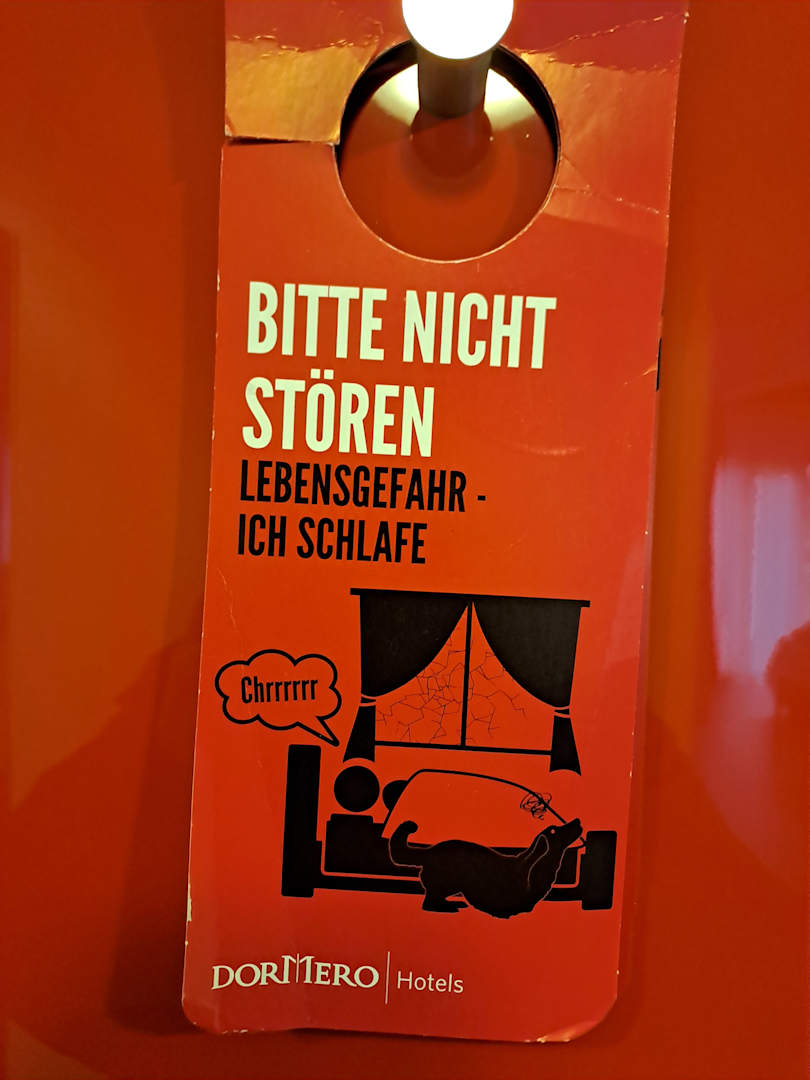 BITTE NICHT
STÖREN
LEBENSGEFAHR -
ICH SCHLAFE
Chrrrrrr
DORMERO | Hotels